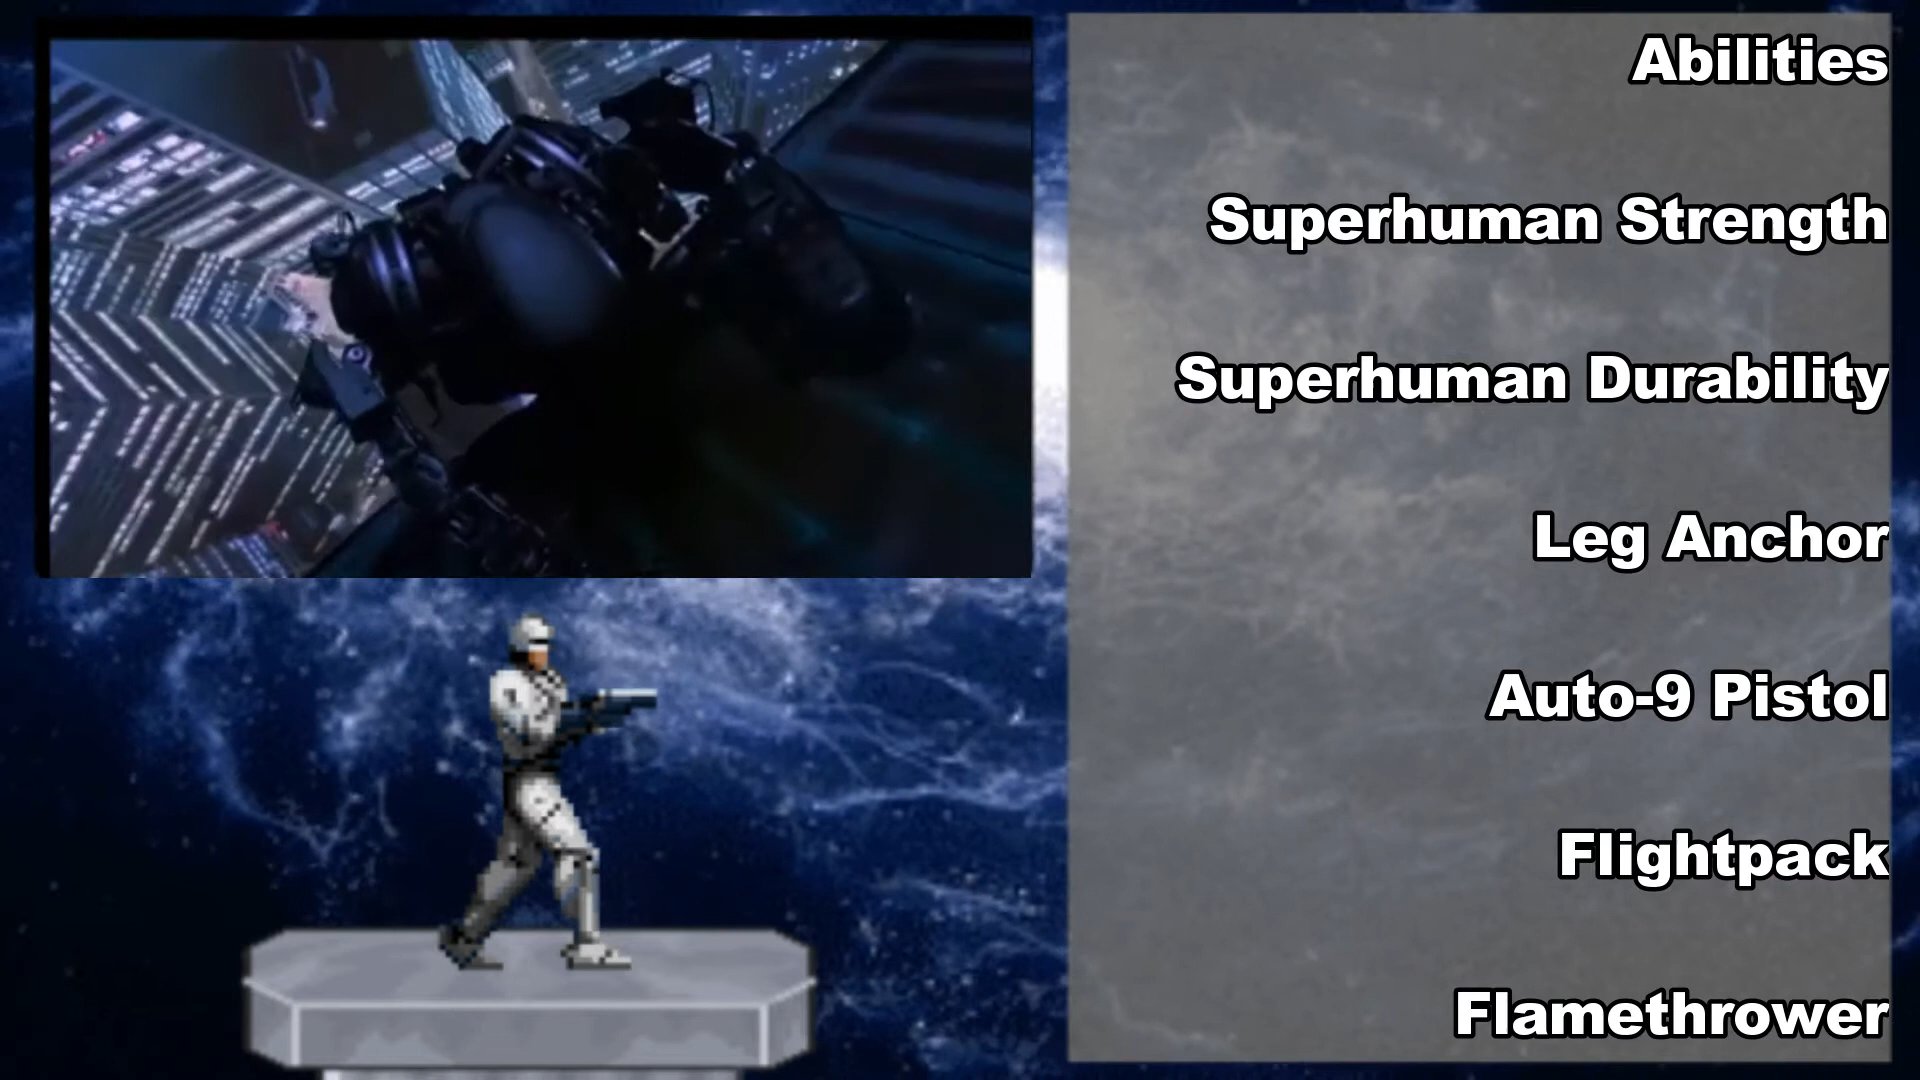 Abilities
Superhuman Strength
Superhuman Durability
Leg Anchor
Auto-9 Pistol
Flightpack
Flamethrower